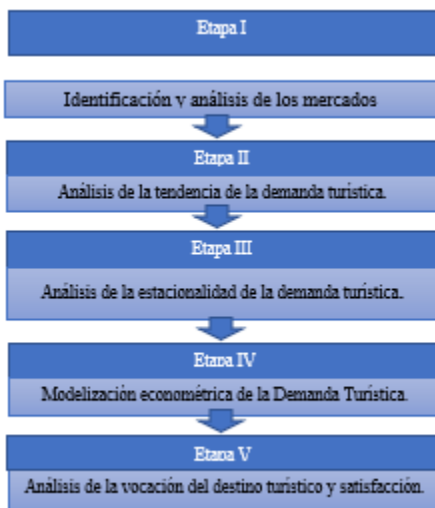 Etapa I
Identificación y análisis de los mercados
Etapa II
Análisis de la tendencia de la demanda turística.
Etapa III
Análisis de la estacionalidad de la demanda turística.
Etapa IV
Modelización econométrica de la Demanda Turística.
Etapa V
Análisis de la vocación del destino turístico y satisfacción.